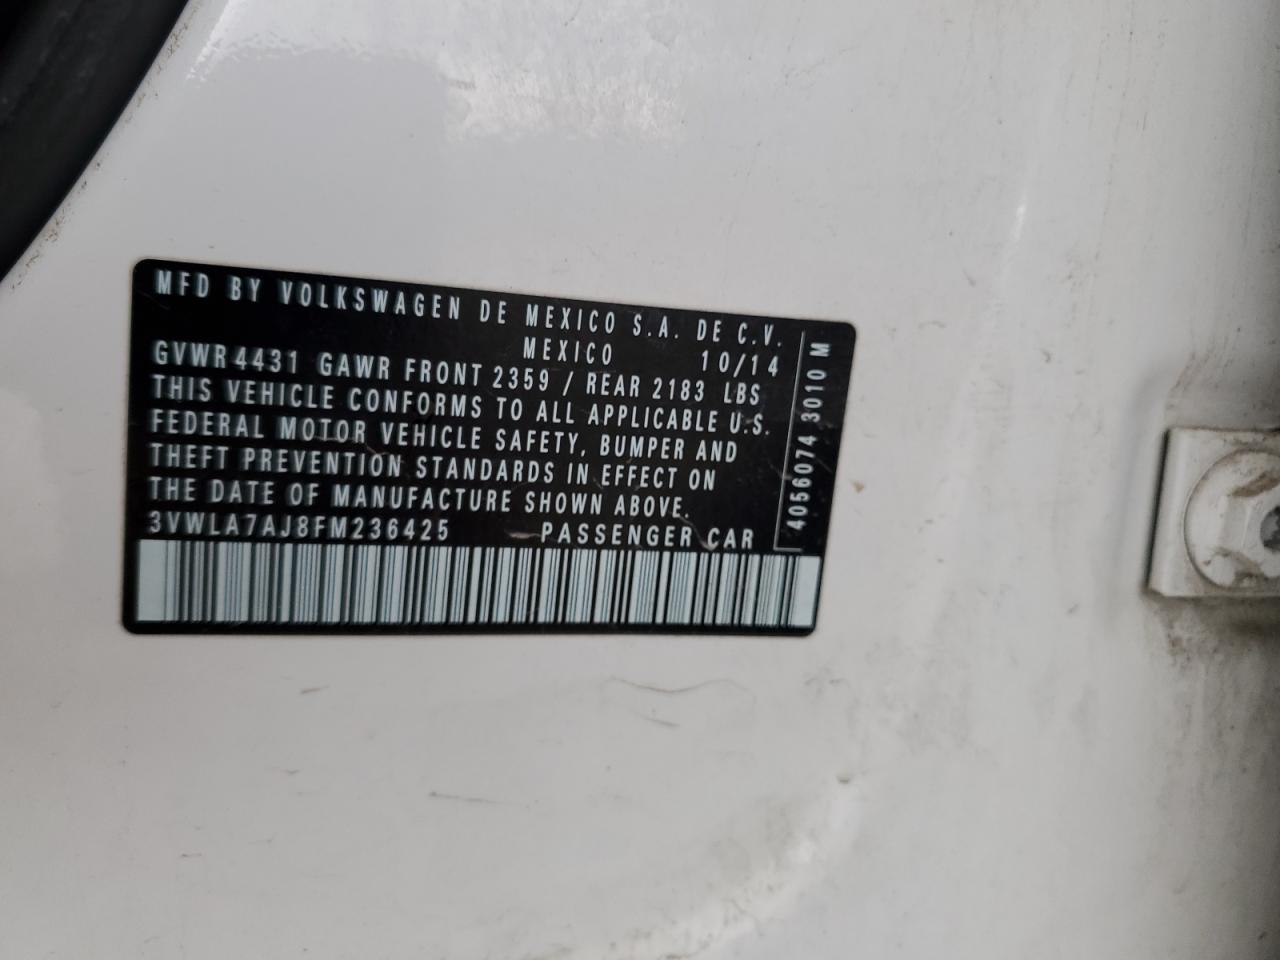 MFD BY VOLKSWAGEN DE MEXICO S.A. DE C.V.
MEXICO 10/14
GVWR 4431 GAWR FRONT 2359 / REAR 2183 LBS
THIS VEHICLE CONFORMS TO ALL APPLICABLE U.S.
FEDERAL MOTOR VEHICLE SAFETY, BUMPER AND
THEFT PREVENTION STANDARDS IN EFFECT ON
THE DATE OF MANUFACTURE SHOWN ABOVE.
3VWLA7AJ8FM236425 PASSENGER CAR
4056074 3010 M